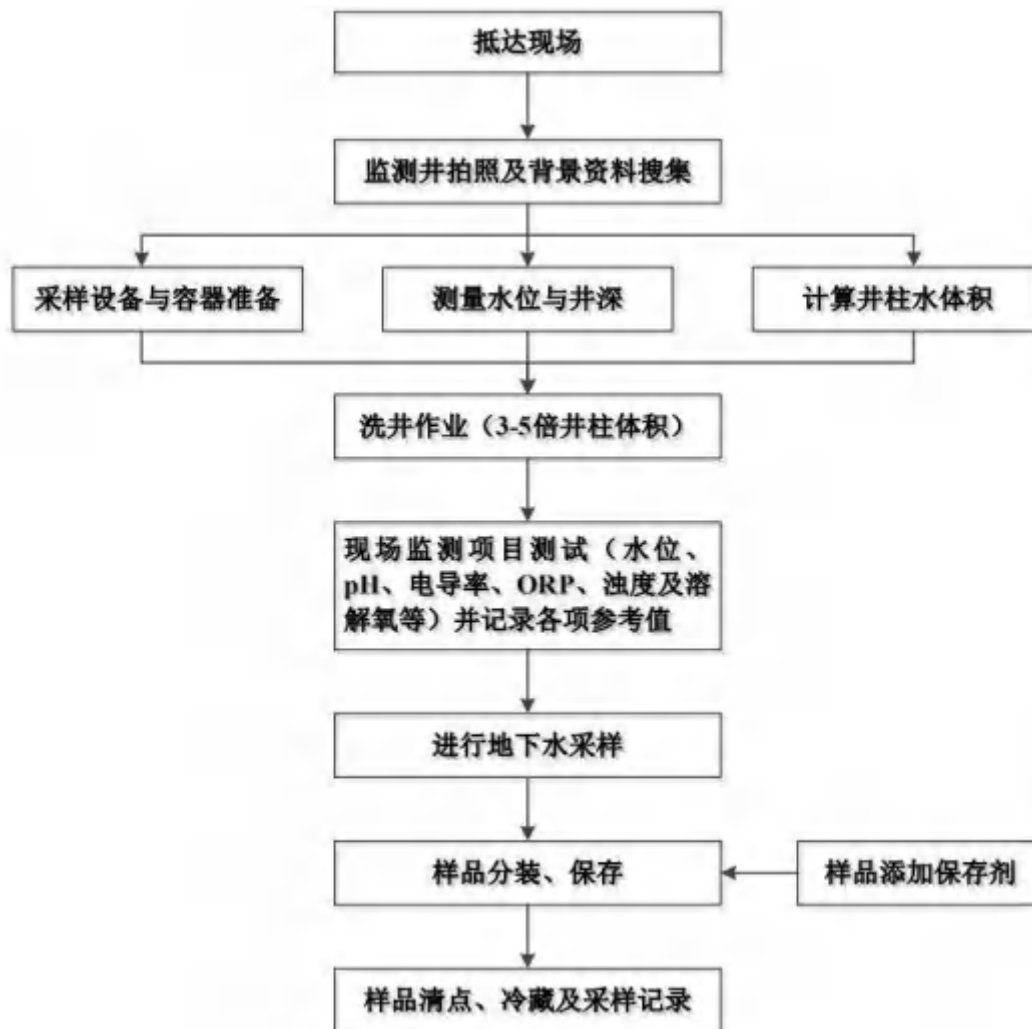 抵达现场
监测井拍照及背景资料搜集
采样设备与容器准备
测量水位与井深
计算井柱水体积
洗井作业（3-5倍井柱体积）
现场监测项目测试（水位、
pH、电导率、ORP、浊度及溶
解氧等）并记录各项参考值
进行地下水采样
样品分装、保存
样品添加保存剂
样品清点、冷藏及采样记录